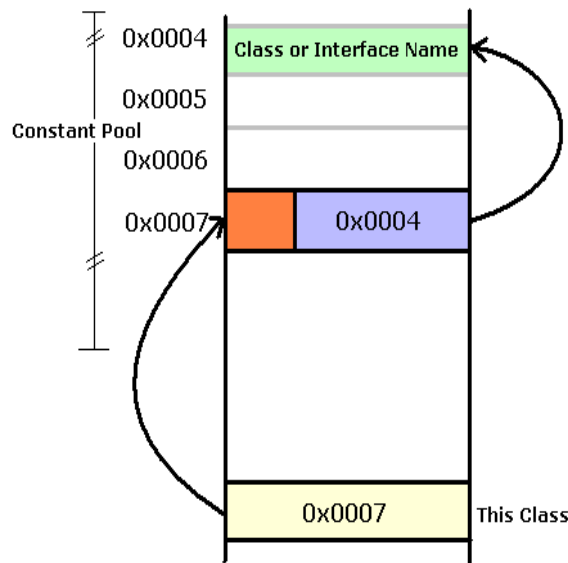 0x0004
Class or Interface Name
0x0005
Constant Pool
0x0006
0x0007
0x0004
0x0007
This Class